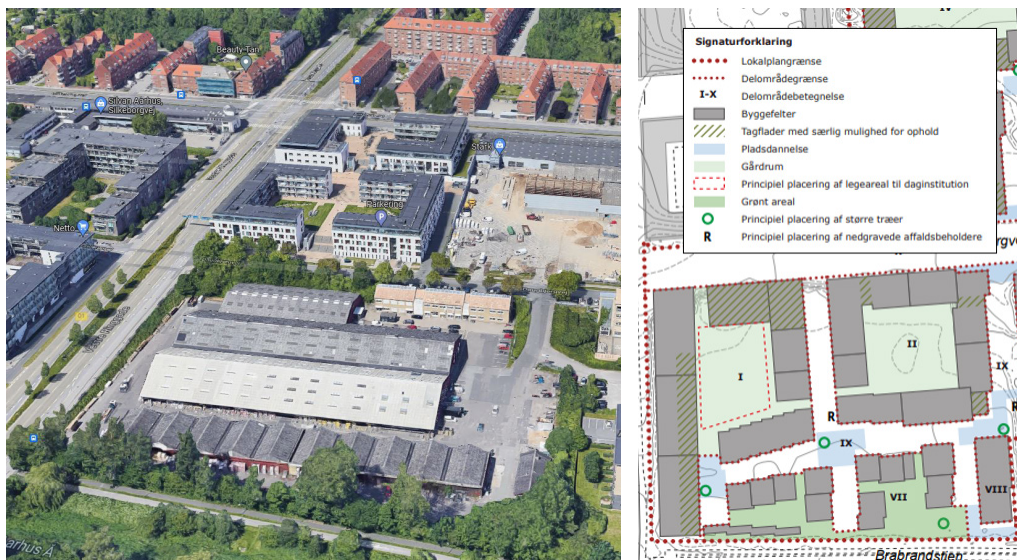 Beauty Tan
Silvan Aarhus,
Silkeborgvej
Stark
Parkering
Netto
Aarhus Å
Signaturforklaring
Lokalplangrænse
Delområdegrænse
I-X
Delområdebetegnelse
Byggefelter
Tagflader med særlig mulighed for ophold
Pladsdannelse
Gårdrum
Principiel placering af legeareal til daginstitution
Grønt areal
Principiel placering af større træer
R
Principiel placering af nedgravede affaldsbeholdere
I
II
IX
R
R
IX
VII
VIII
Brabrandstien